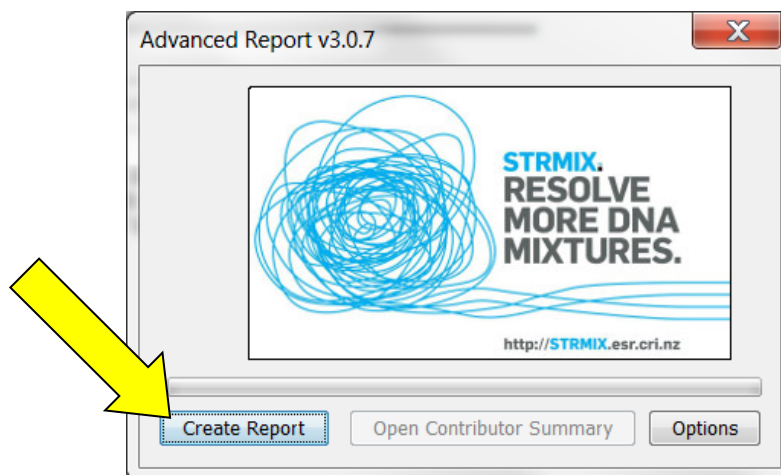 Advanced Report v3.0.7
STRMIX.
RESOLVE
MORE DNA
MIXTURES.
http://STRMIX.esr.cri.nz
Create Report
Open Contributor Summary
Options